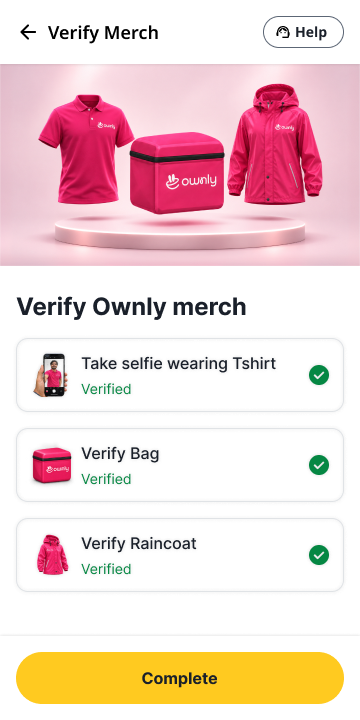 Verify Merch
Help
ownly
ownly
ownly
Verify Ownly merch
Take selfie wearing Tshirt
Verified
ownly
Verify Bag
Verified
Verify Raincoat
Verified
Complete